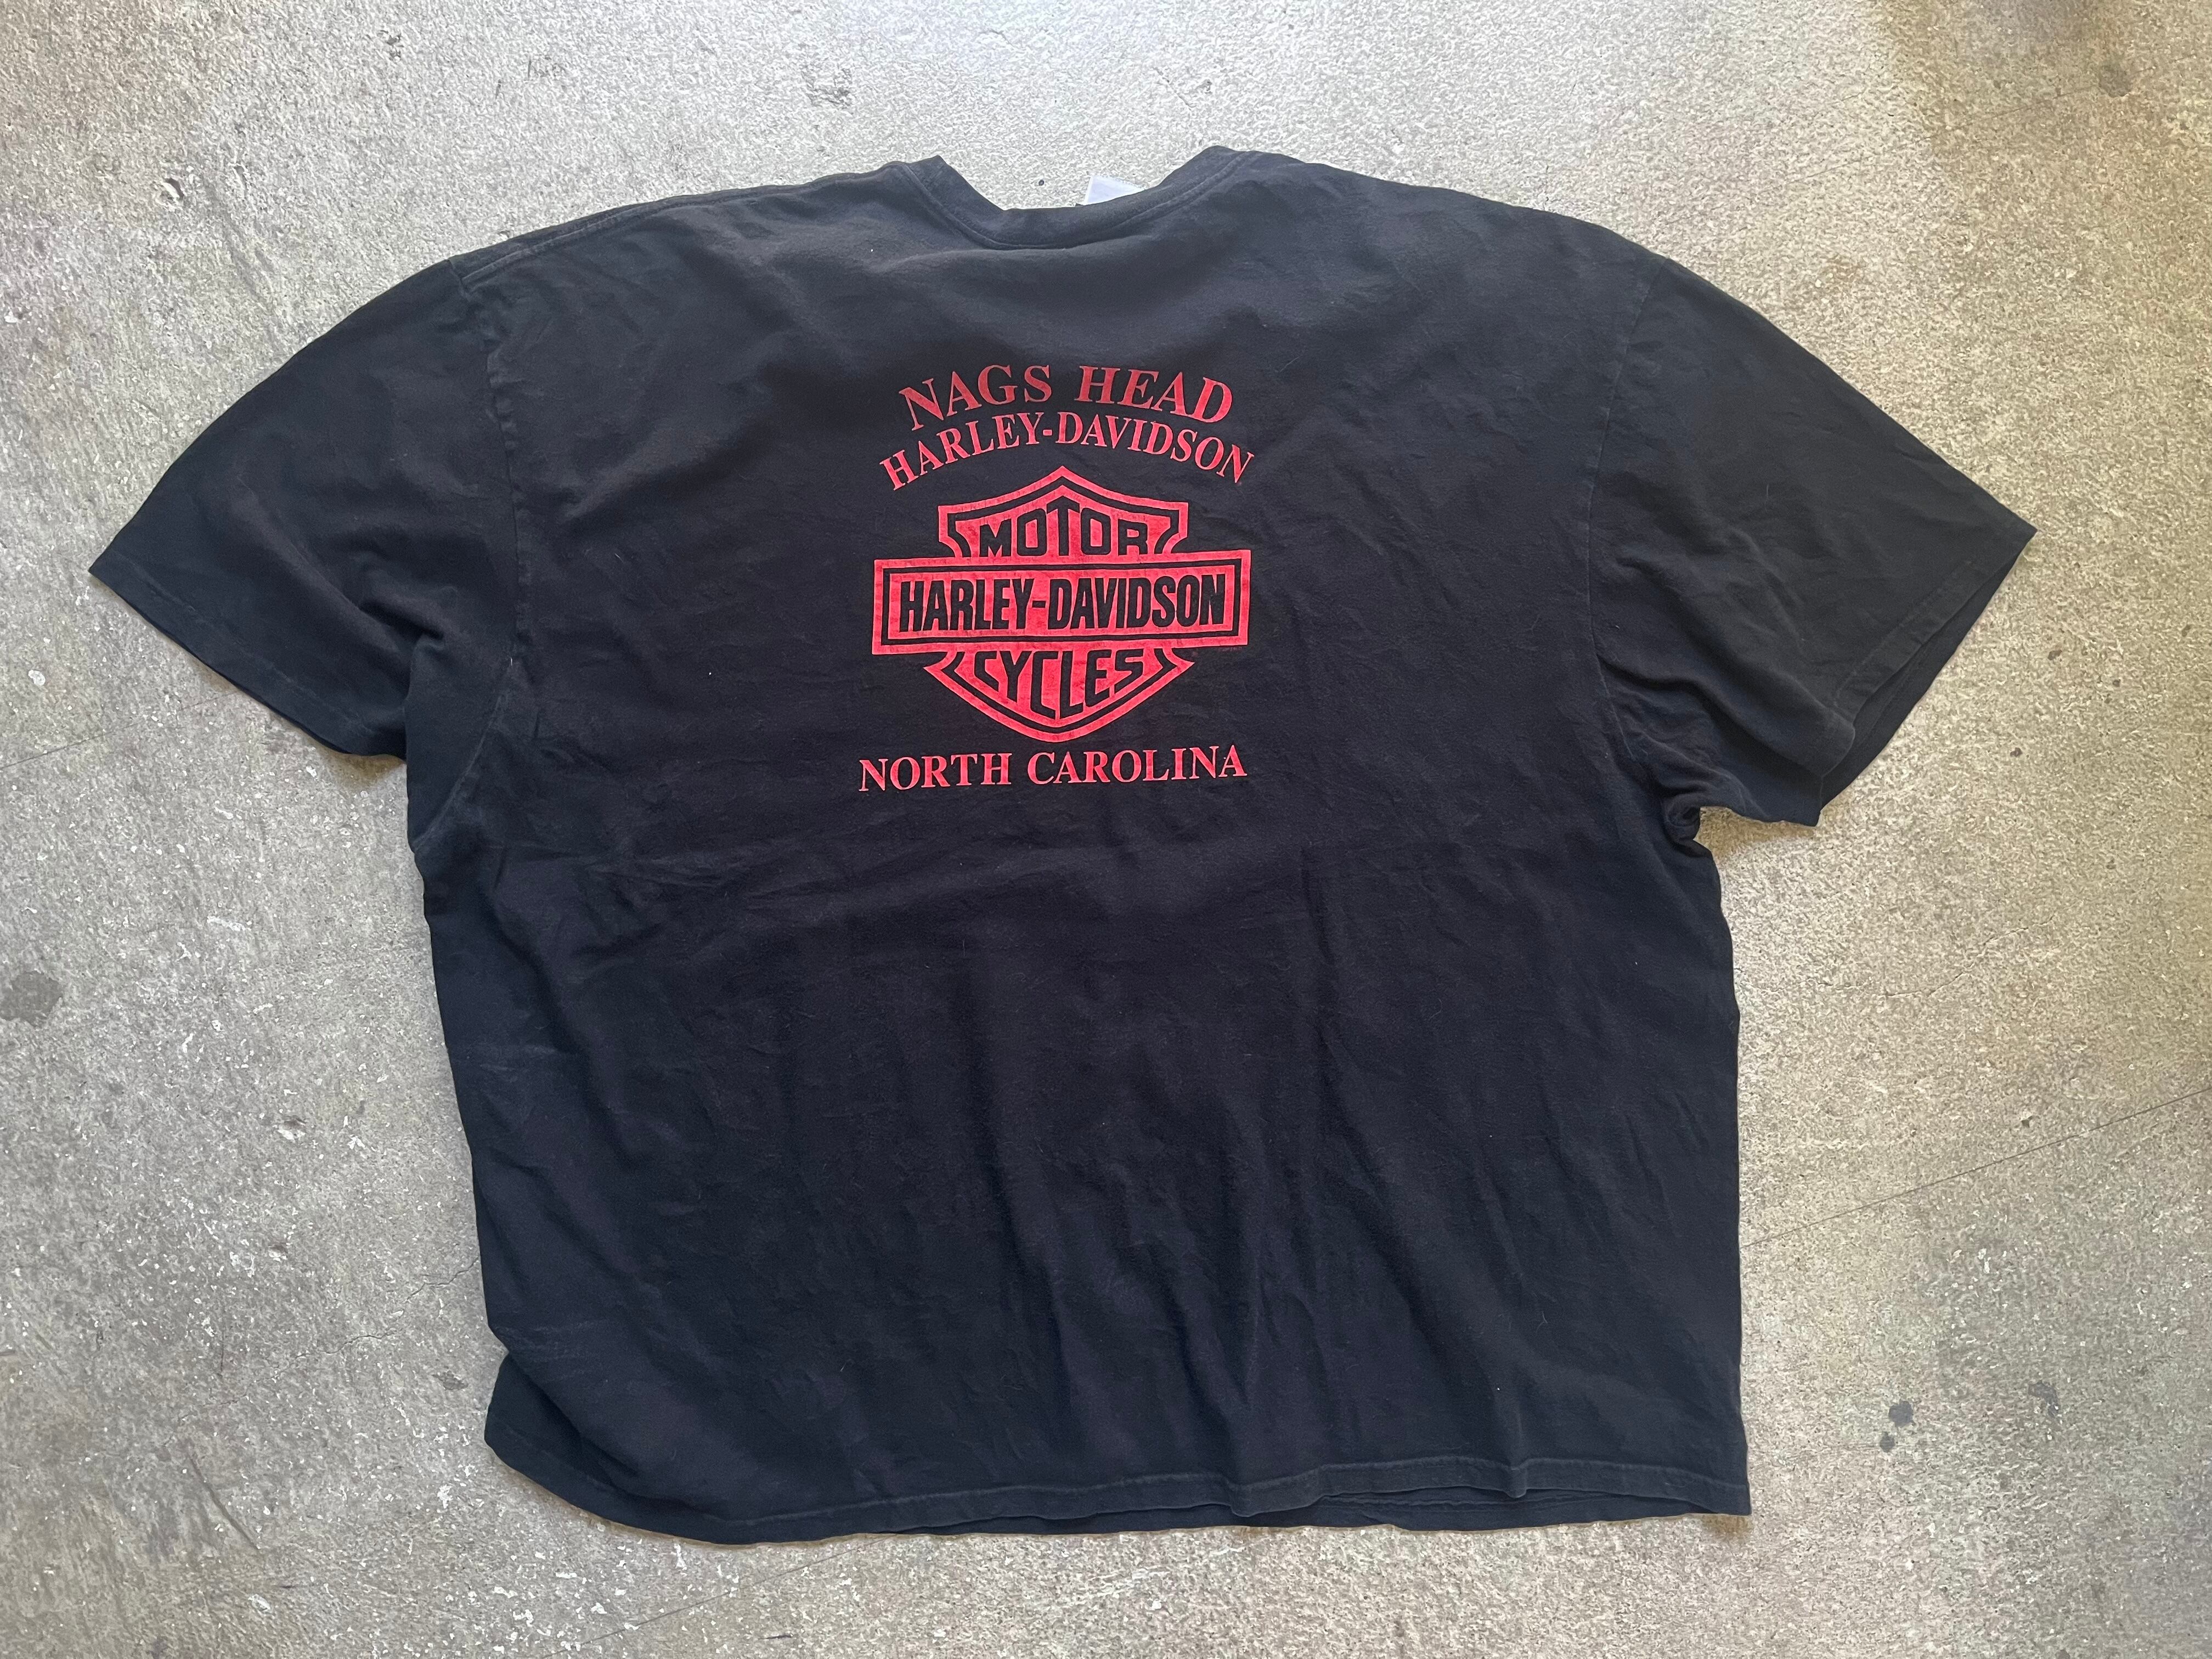 NAGS HEAD
HARLEY-DAVIDSON
MOTOR
HARLEY-DAVIDSON
CYCLES
NORTH CAROLINA